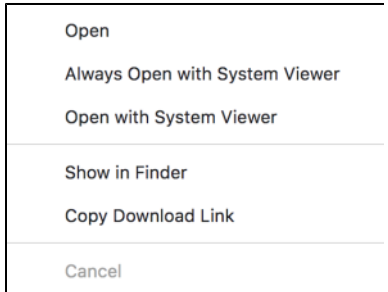 Open
Always Open with System Viewer
Open with System Viewer
Show in Finder
Copy Download Link
Cancel